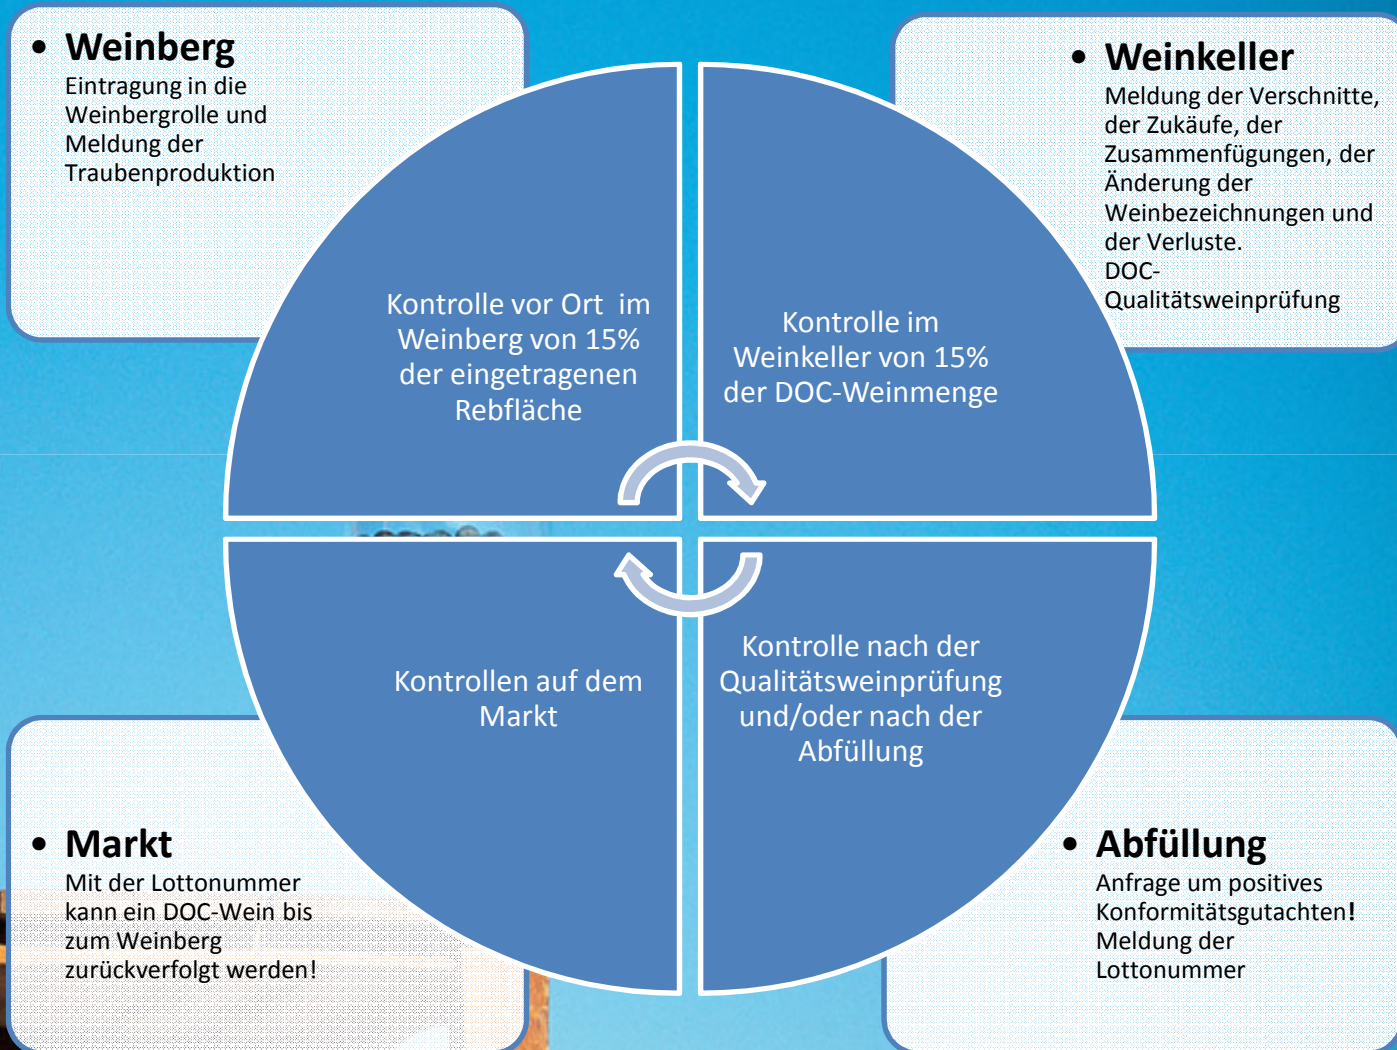 • Weinberg
Eintragung in die
Weinbergrolle und
Meldung der
Traubenproduktion
• Weinkeller
Meldung der Verschnitte,
der Zukäufe, der
Zusammenfügungen, der
Änderung der
Weinbezeichnungen und
der Verluste.
DOC-
Qualitätsweinprüfung
Kontrolle vor Ort im
Weinberg von 15%
der eingetragenen
Rebfläche
Kontrolle im
Weinkeller von 15%
der DOC-Weinmenge
Kontrollen auf dem
Markt
Kontrolle nach der
Qualitätsweinprüfung
und/oder nach der
Abfüllung
• Markt
Mit der Lottonummer
kann ein DOC-Wein bis
zum Weinberg
zurückverfolgt werden!
• Abfüllung
Anfrage um positives
Konformitätsgutachten!
Meldung der
Lottonummer